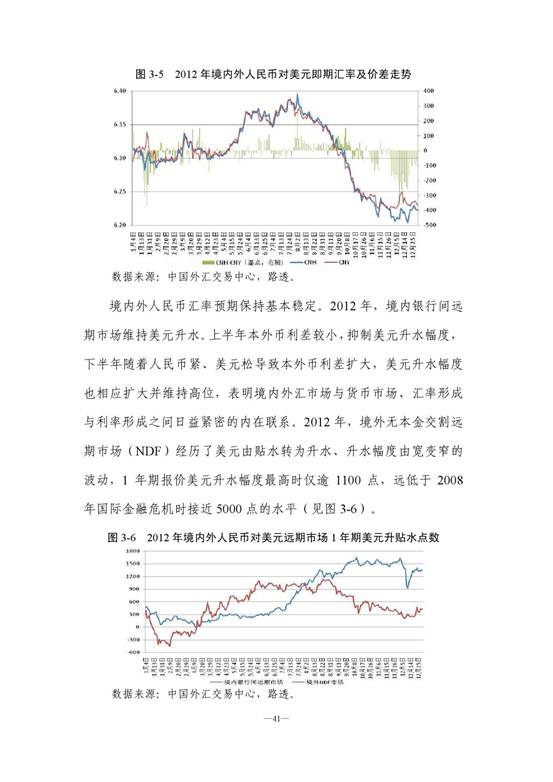 图 3-5 2012 年境内外人民币对美元即期汇率及价差走势
6.40
6.35
6.30
6.25
6.20
400
300
200
100
0
-100
-200
-300
-400
-500
CNH-CNY（基点，右轴） CNH CNY
数据来源：中国外汇交易中心，路透。
境内外人民币汇率预期保持基本稳定。2012 年，境内银行间远
期市场维持美元升水。上半年本外币利差较小，抑制美元升水幅度，
下半年随着人民币紧、美元松导致本外币利差扩大，美元升水幅度
也相应扩大并维持高位，表明境内外汇市场与货币市场、汇率形成
与利率形成之间日益紧密的内在联系。2012 年，境外无本金交割远
期市场（NDF）经历了美元由贴水转为升水、升水幅度由宽变窄的
波动，1 年期报价美元升水幅度最高时仅逾 1100 点，远低于 2008
年国际金融危机时接近 5000 点的水平（见图 3-6）。
图 3-6 2012 年境内外人民币对美元远期市场 1 年期美元升贴水点数
1800
1500
1200
900
600
300
0
-300
-600
境内银行间远期市场 境外NDF市场
数据来源：中国外汇交易中心，路透。
—41—